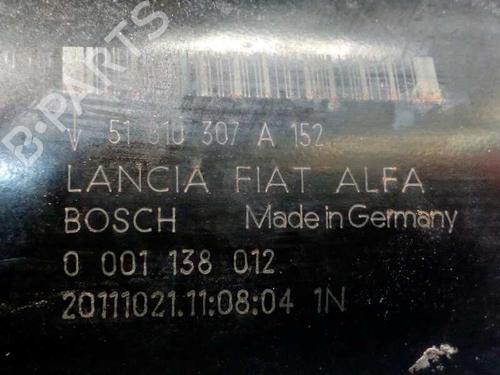 B-PARTS
V 51 810 307 A 152
LANCIA FIAT ALFA
BOSCH Made in Germany
0 001 138 012
20111021.11:08:04 1N